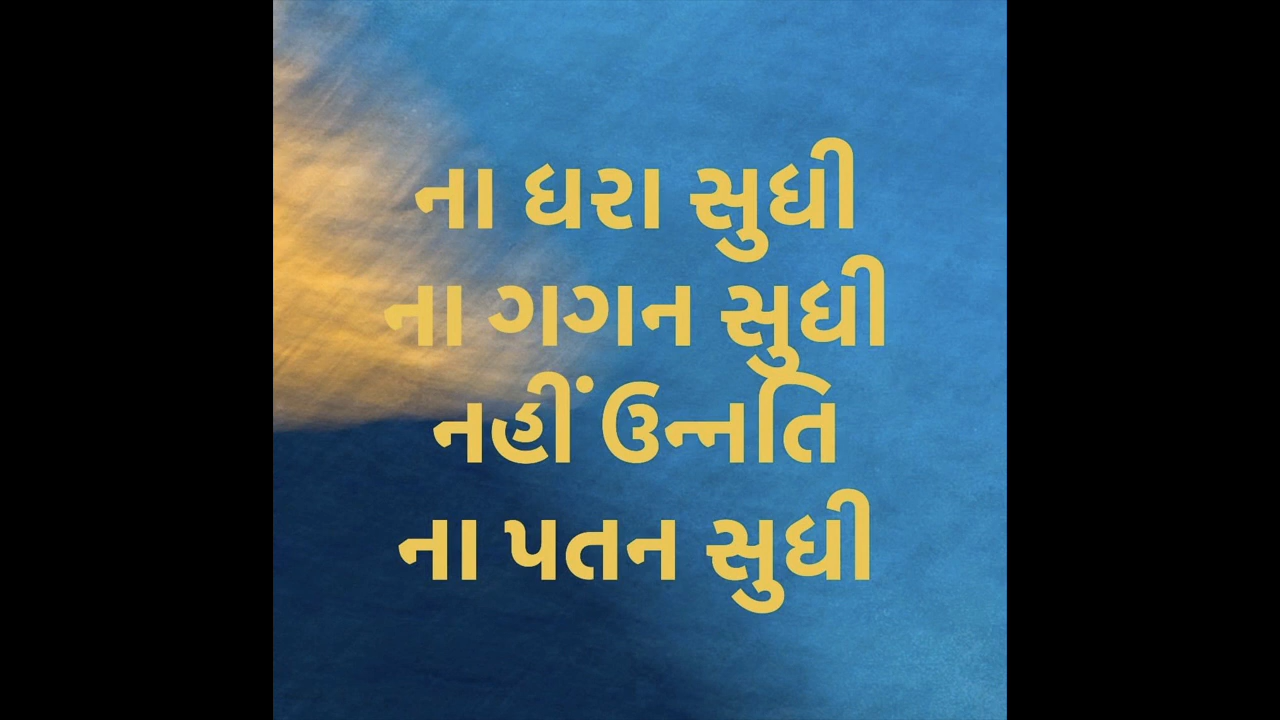 ના ધરા સુધી
ના ગગન સુધી
નહીં ઉન્નતિ
ના પતન સુધી